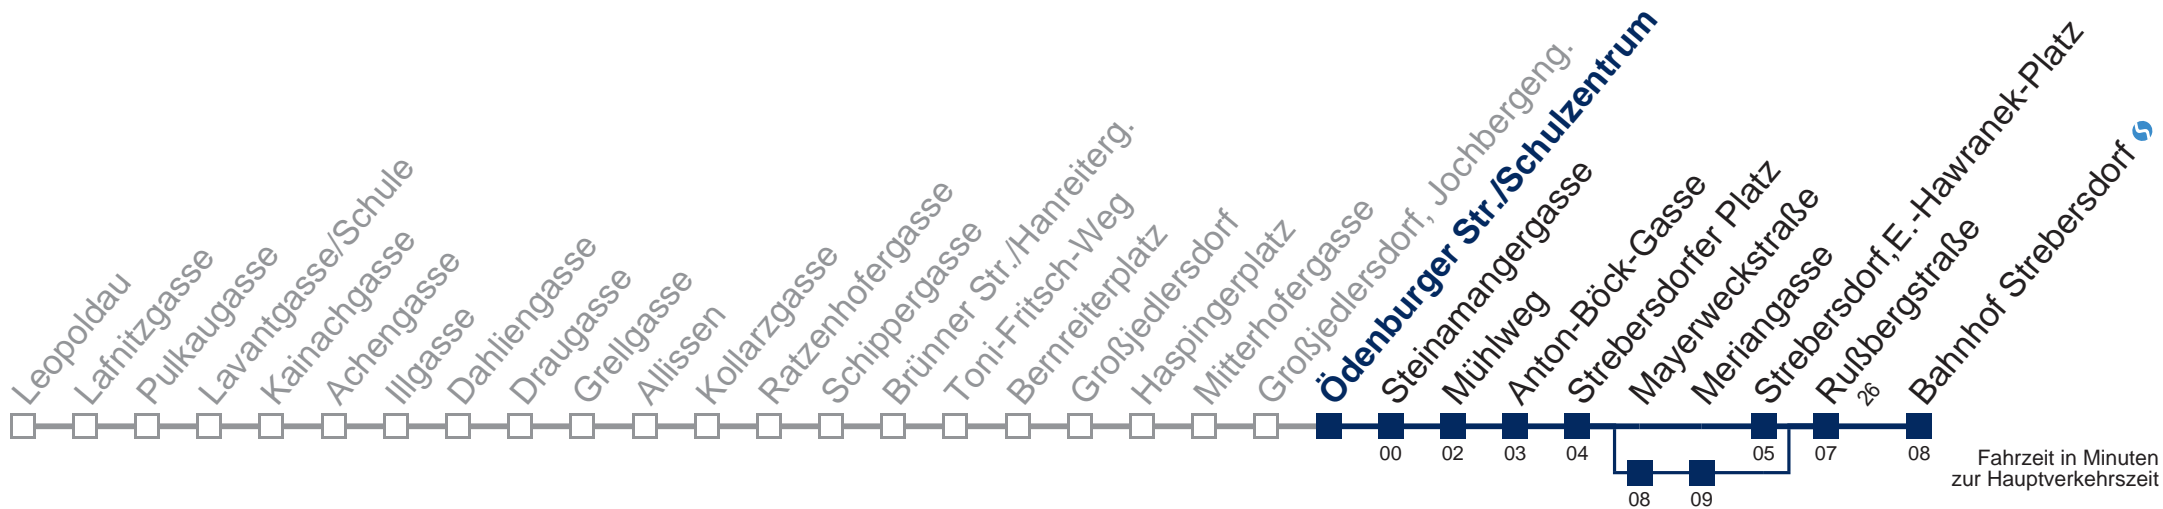 Leopoldau
Lafnitzgasse
Pulkaugasse
Lavantgasse/Schule
Kainachgasse
Achengasse
Illgasse
Dahliengasse
Draugasse
Grellgasse
Allissen
Kollarzgasse
Ratzenhofergasse
Schippergasse
Brünner Str./Hanreiterg.
Toni-Fritsch-Weg
Bernreiterplatz
Großjedlersdorf
Haspingerplatz
Mitterhofergasse
Großjedlersdorf, Jochbergeng.
Ödenburger Str./Schulzentrum
Steinamangergasse
Mühlweg
Anton-Böck-Gasse
Strebersdorfer Platz
Mayerweckstraße
Meriangasse
Strebersdorf,E.-Hawranek-Platz
Rußbergstraße
26
Bahnhof Strebersdorf
00 02 03 04 05 07 08
08 09
Fahrzeit in Minuten
zur Hauptverkehrszeit